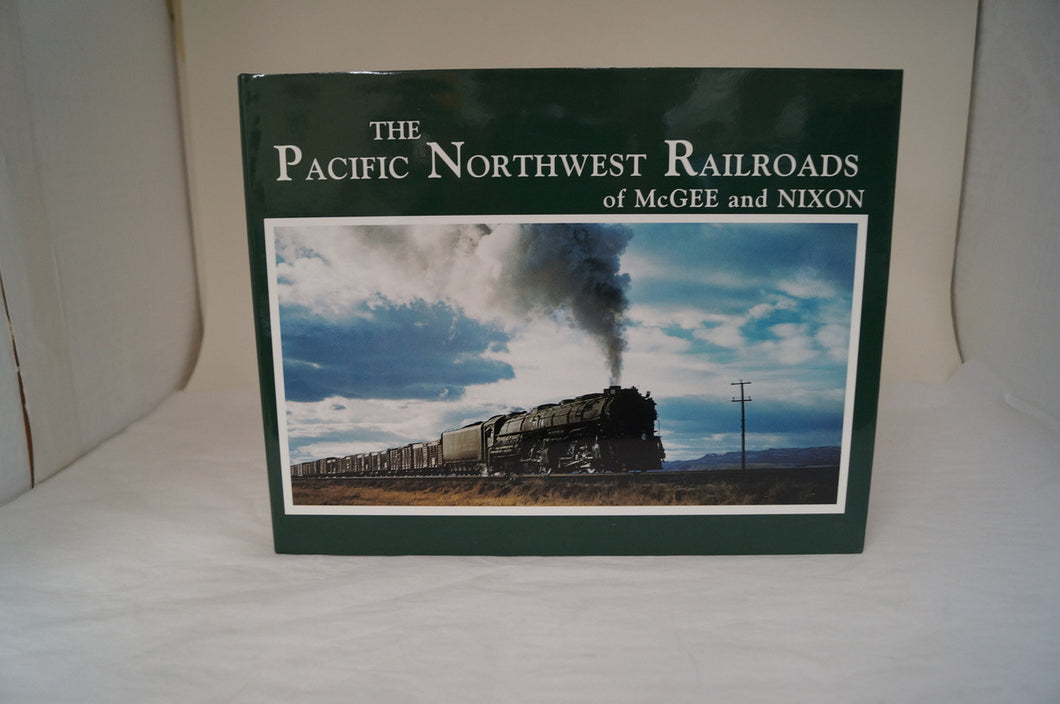 THE
PACIFIC NORTHWEST RAILROADS
of McGEE and NIXON